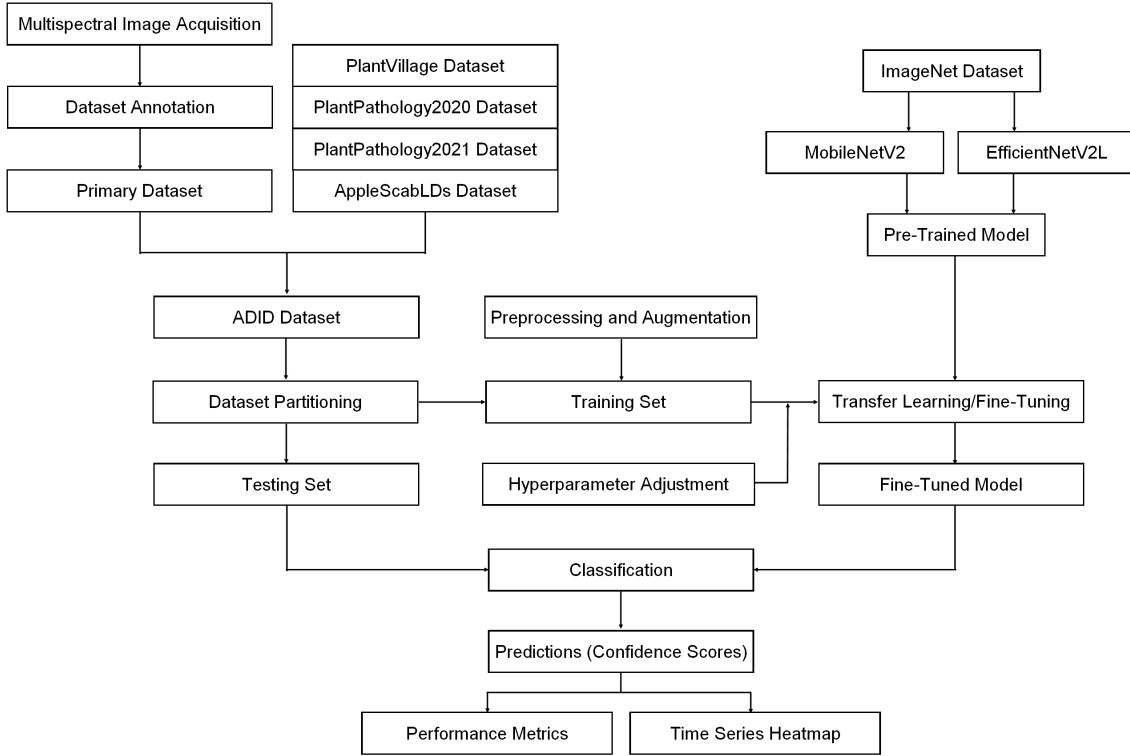 Multispectral Image Acquisition
PlantVillage Dataset
ImageNet Dataset
Dataset Annotation
PlantPathology2020 Dataset
PlantPathology2021 Dataset
MobileNetV2
EfficientNetV2L
Primary Dataset
AppleScabLDs Dataset
Pre-Trained Model
ADID Dataset
Preprocessing and Augmentation
Dataset Partitioning
Training Set
Transfer Learning/Fine-Tuning
Testing Set
Hyperparameter Adjustment
Fine-Tuned Model
Classification
Predictions (Confidence Scores)
Performance Metrics
Time Series Heatmap